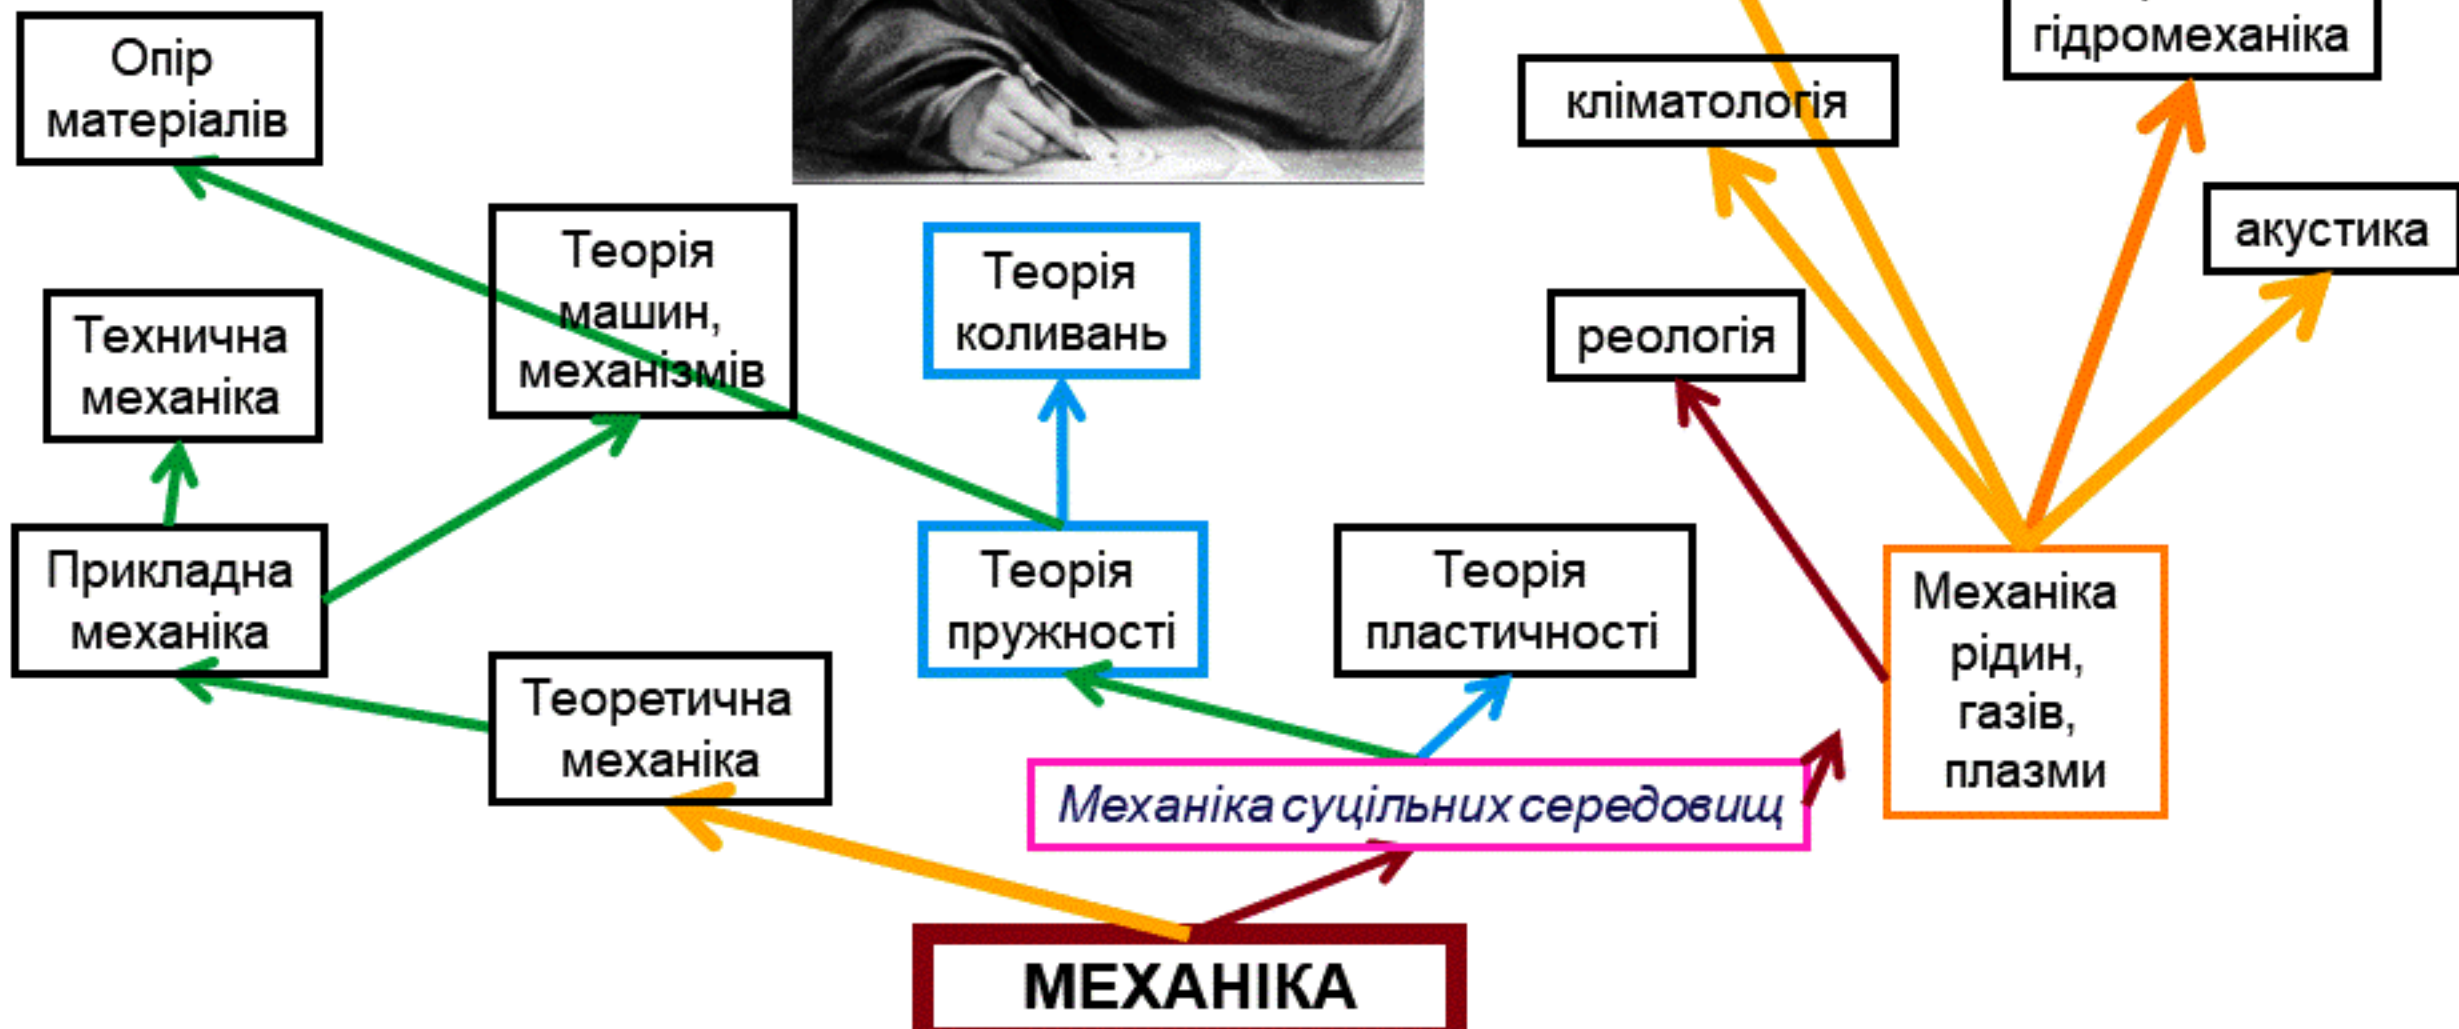 гідромеханіка
Опір
матеріалів
кліматологія
акустика
Теорія
машин,
механізмів
Теорія
коливань
Технична
механіка
реологія
Прикладна
механіка
Теорія
пружності
Теорія
пластичності
Механіка
рідин,
газів,
плазми
Теоретична
механіка
Механіка суцільних середовищ
МЕХАНІКА